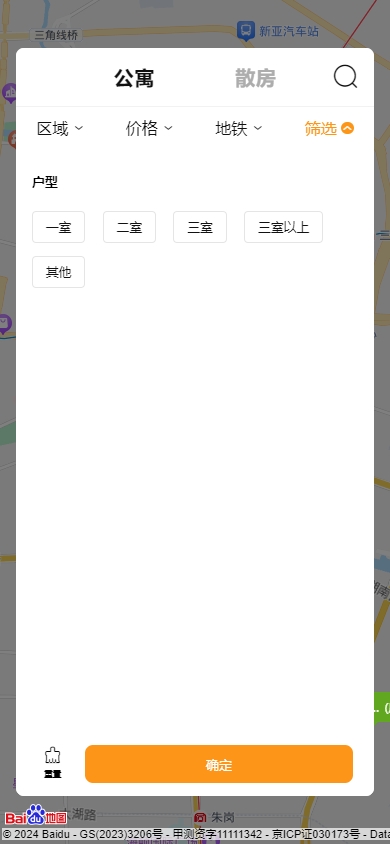 三角线桥
新亚汽车站
公寓 散房
区域 价格 地铁 筛选
户型
一室 二室 三室 三室以上
其他
重置 确定
太湖路 朱岗
Bai 地图
© 2024 Baidu - GS(2023)3206号 - 甲测资字11111342 - 京ICP证030173号 - Data